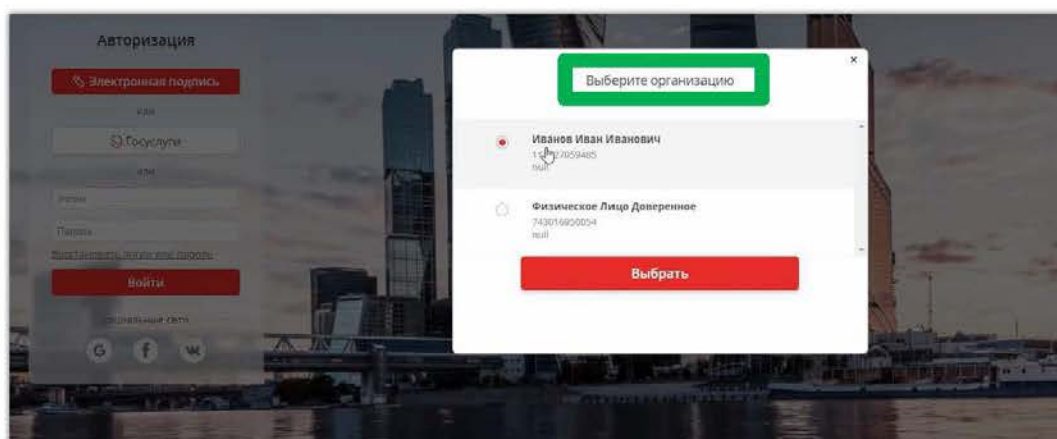 Авторизация
Электронная подпись
или
Госуслуги
или
Логин
Пароль
Восстановить логин или пароль
Войти
Социальные сети
G f
Выберите организацию
×
Иванов Иван Иванович
null
Физическое Лицо Доверенное
743016950054
null
Выбрать